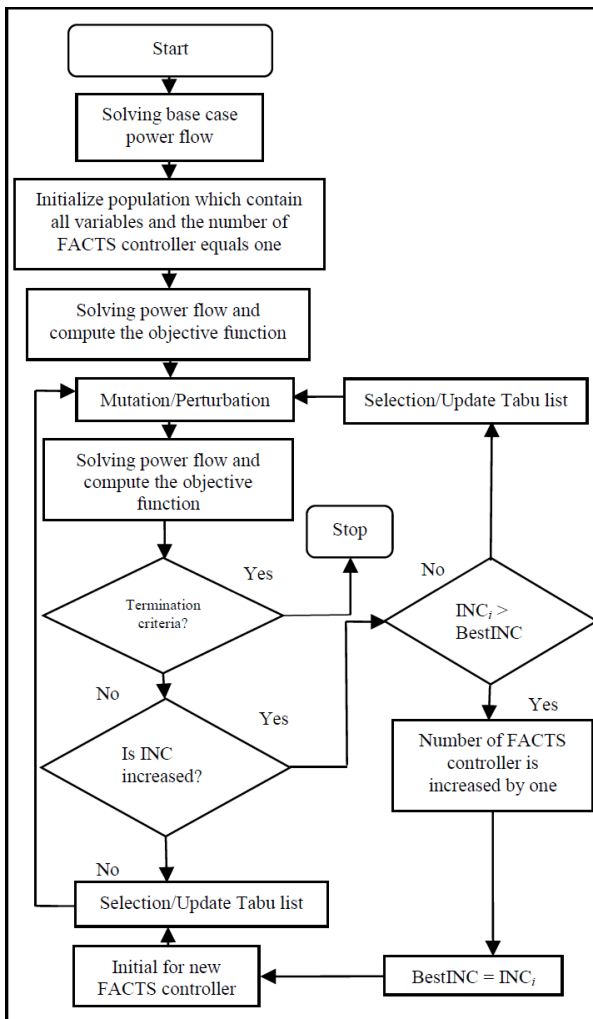 Start
Solving base case
power flow
Initialize population which contain
all variables and the number of
FACTS controller equals one
Solving power flow and
compute the objective function
Mutation/Perturbation
Selection/Update Tabu list
Solving power flow and
compute the objective
function
Stop
Yes
No
Termination
criteria?
INCi >
BestINC
No
Yes
Yes
Is INC
increased?
Number of FACTS
controller is
increased by one
No
Selection/Update Tabu list
Initial for new
FACTS controller
BestINC = INCi